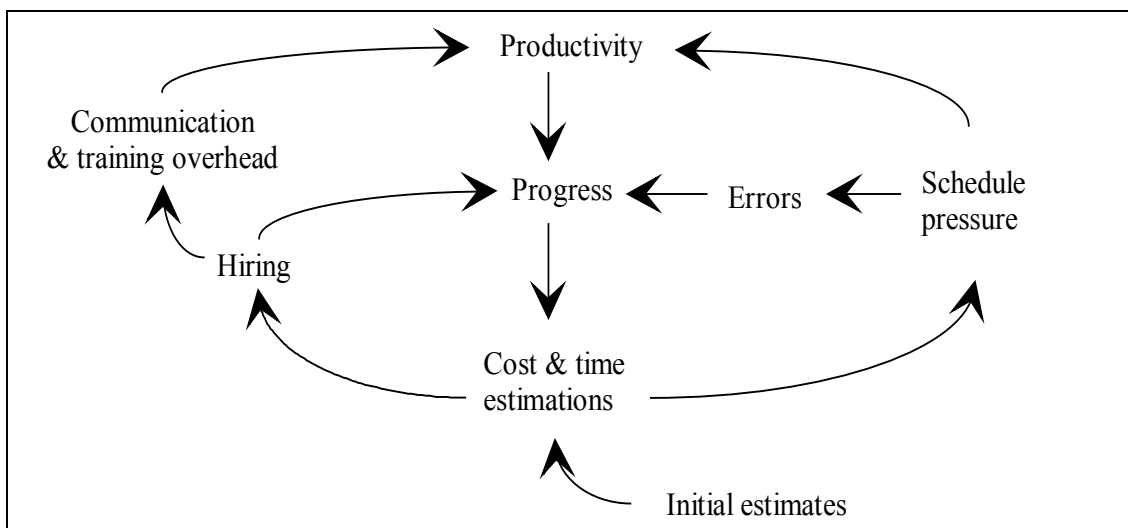 Productivity
Communication
& training overhead
Progress
Errors
Schedule
pressure
Hiring
Cost & time
estimations
Initial estimates